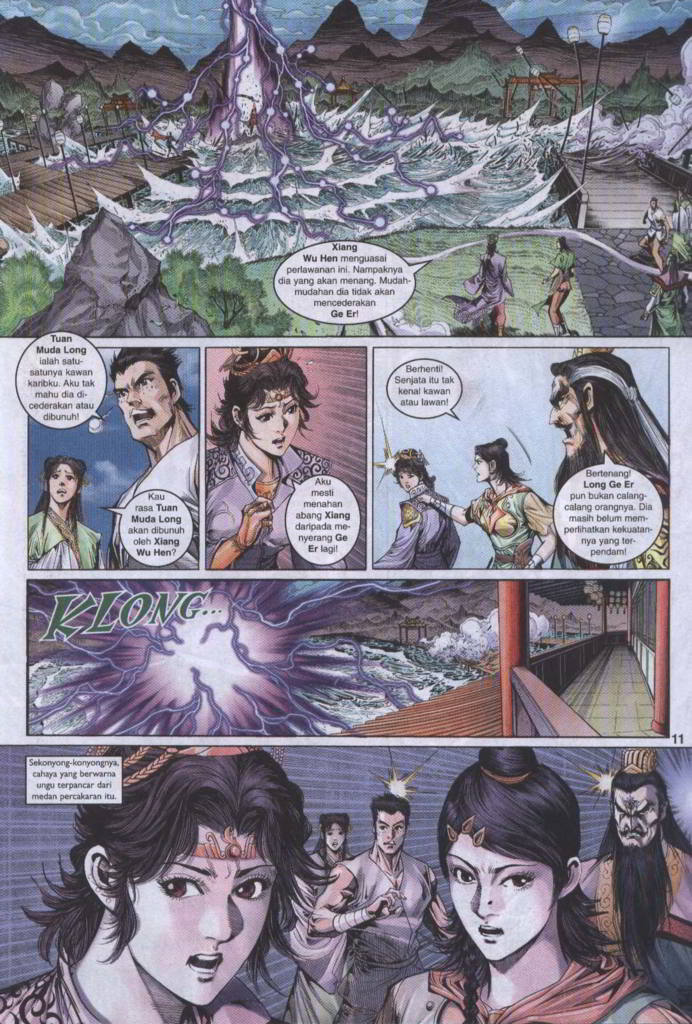 Xiang
Wu Hen menguasai
perlawanan ini. Nampaknya
dia yang akan menang. Mudah-
mudahan dia tidak akan
mencederakan
Ge Er!
Tuan
Muda Long
ialah satu-
satunya kawan
karibku. Aku tak
mahu dia di-
cederakan atau
dibunuh!
Kau
rasa Tuan
Muda Long
akan dibunuh
oleh Xiang
Wu Hen?
Aku
mesti
menahan
abang Xiang
daripada me-
nyerang Ge
Er lagi!
Berhenti!
Senjata itu tak
kenal kawan
atau lawan!
Bertenang!
Long Ge Er
pun bukan calang-
calang orangnya. Dia
masih belum mem-
perlihatkan kekuatan-
nya yang ter-
pendam!
KLONG...
11
Sekonyong-konyongnya,
cahaya yang berwarna
ungu terpancar dari
medan percakaran itu.